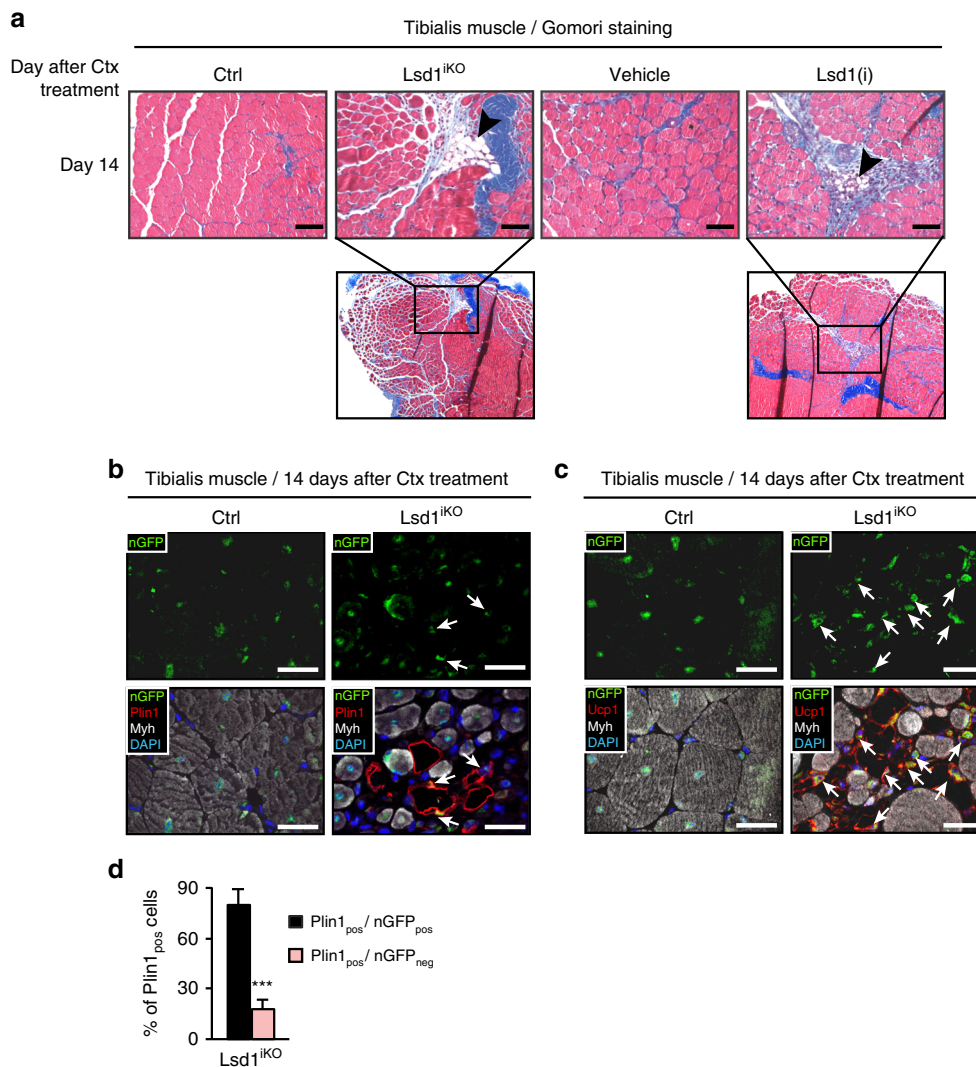 a
Tibialis muscle / Gomori staining
Day after Ctx
treatment
Ctrl
Lsd1iKO
Vehicle
Lsd1(i)
Day 14
b
Tibialis muscle / 14 days after Ctx treatment
Ctrl
Lsd1iKO
nGFP
nGFP
nGFP
Plin1
Myh
DAPI
nGFP
Plin1
Myh
DAPI
c
Tibialis muscle / 14 days after Ctx treatment
Ctrl
Lsd1iKO
nGFP
nGFP
nGFP
Ucp1
Myh
DAPI
nGFP
Ucp1
Myh
DAPI
d
% of Plin1pos cells
90
60
30
0
***
Lsd1iKO
Plin1pos/ nGFPpos
Plin1pos/ nGFPneg